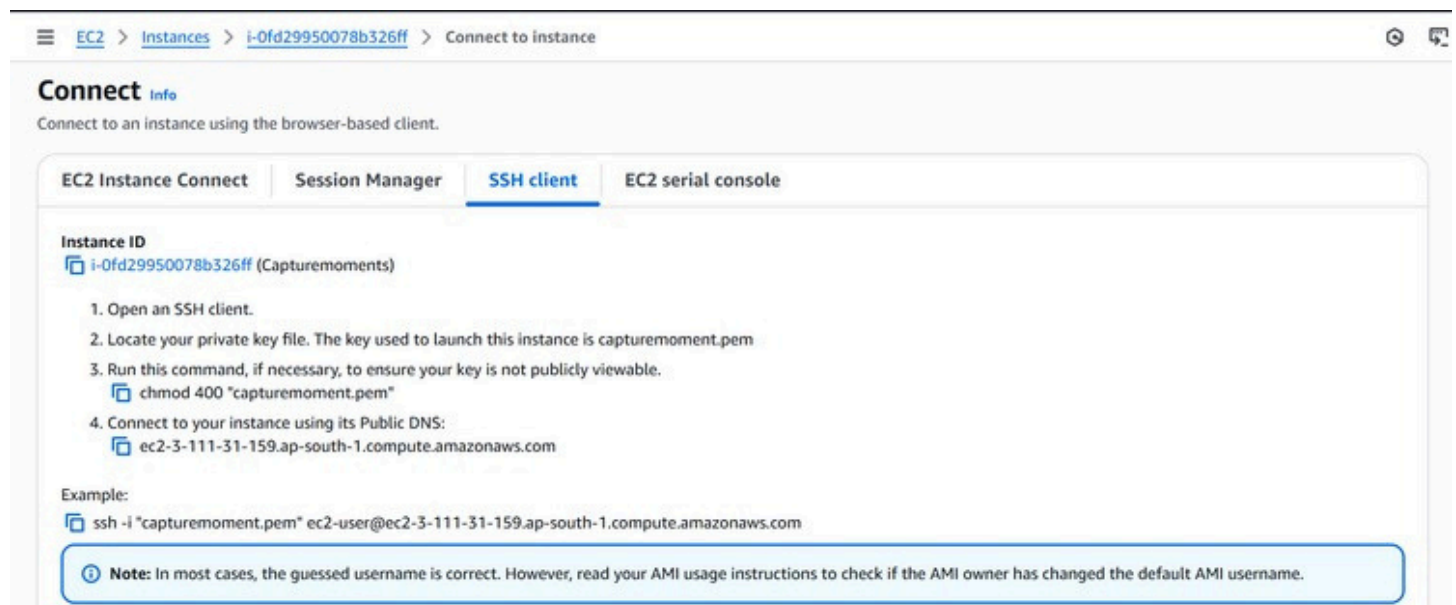 EC2 > Instances > i-0fd29950078b326ff > Connect to instance
Connect Info
Connect to an instance using the browser-based client.
EC2 Instance Connect Session Manager SSH client EC2 serial console
Instance ID
i-0fd29950078b326ff (Capturemoments)
1. Open an SSH client.
2. Locate your private key file. The key used to launch this instance is capturemoment.pem
3. Run this command, if necessary, to ensure your key is not publicly viewable.
chmod 400 "capturemoment.pem"
4. Connect to your instance using its Public DNS:
ec2-3-111-31-159.ap-south-1.compute.amazonaws.com
Example:
ssh -i "capturemoment.pem" ec2-user@ec2-3-111-31-159.ap-south-1.compute.amazonaws.com
Note: In most cases, the guessed username is correct. However, read your AMI usage instructions to check if the AMI owner has changed the default AMI username.